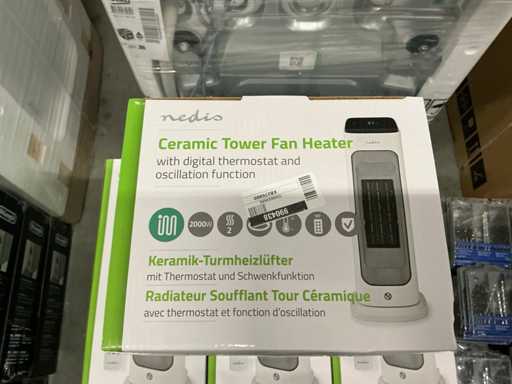 nedis
Ceramic Tower Fan Heater
with digital thermostat and
oscillation function
2000W
2
990438
Keramik-Turmheizlüfter
mit Thermostat und Schwenkfunktion
Radiateur Soufflant Tour Céramique
avec thermostat et fonction d'oscillation